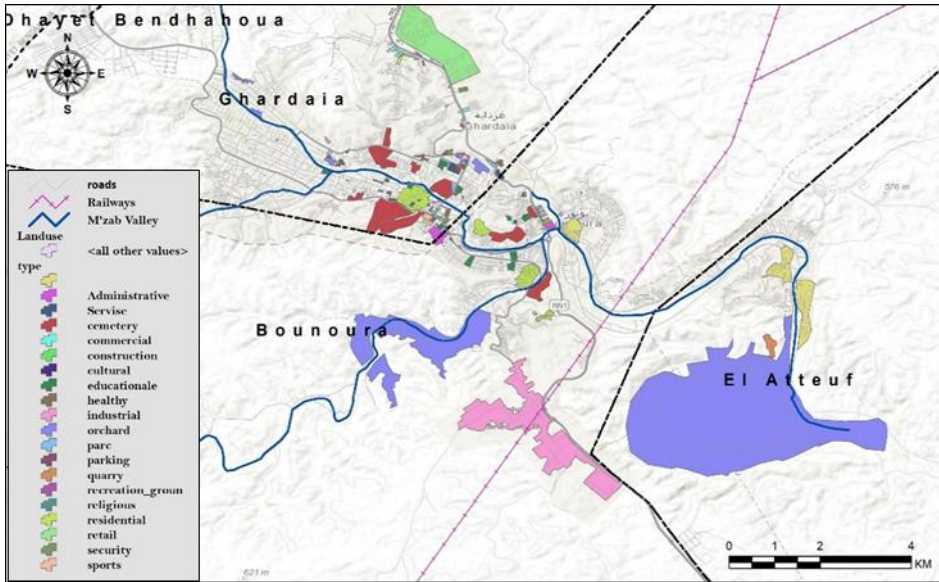 Dhayet Bendhahoua
N
W E
S
Ghardaia
غرداية
Ghardaia
576 m
roads
Railways
M'zab Valley
Landuse
<all other values>
type
Administrative
Servise
cemetery
commercial
construction
cultural
educationale
healthy
industrial
orchard
parc
parking
quarry
recreation_groun
religious
residential
retail
security
sports
RN1
Bounoura
El Atteuf
621 m
0 1 2 4
KM